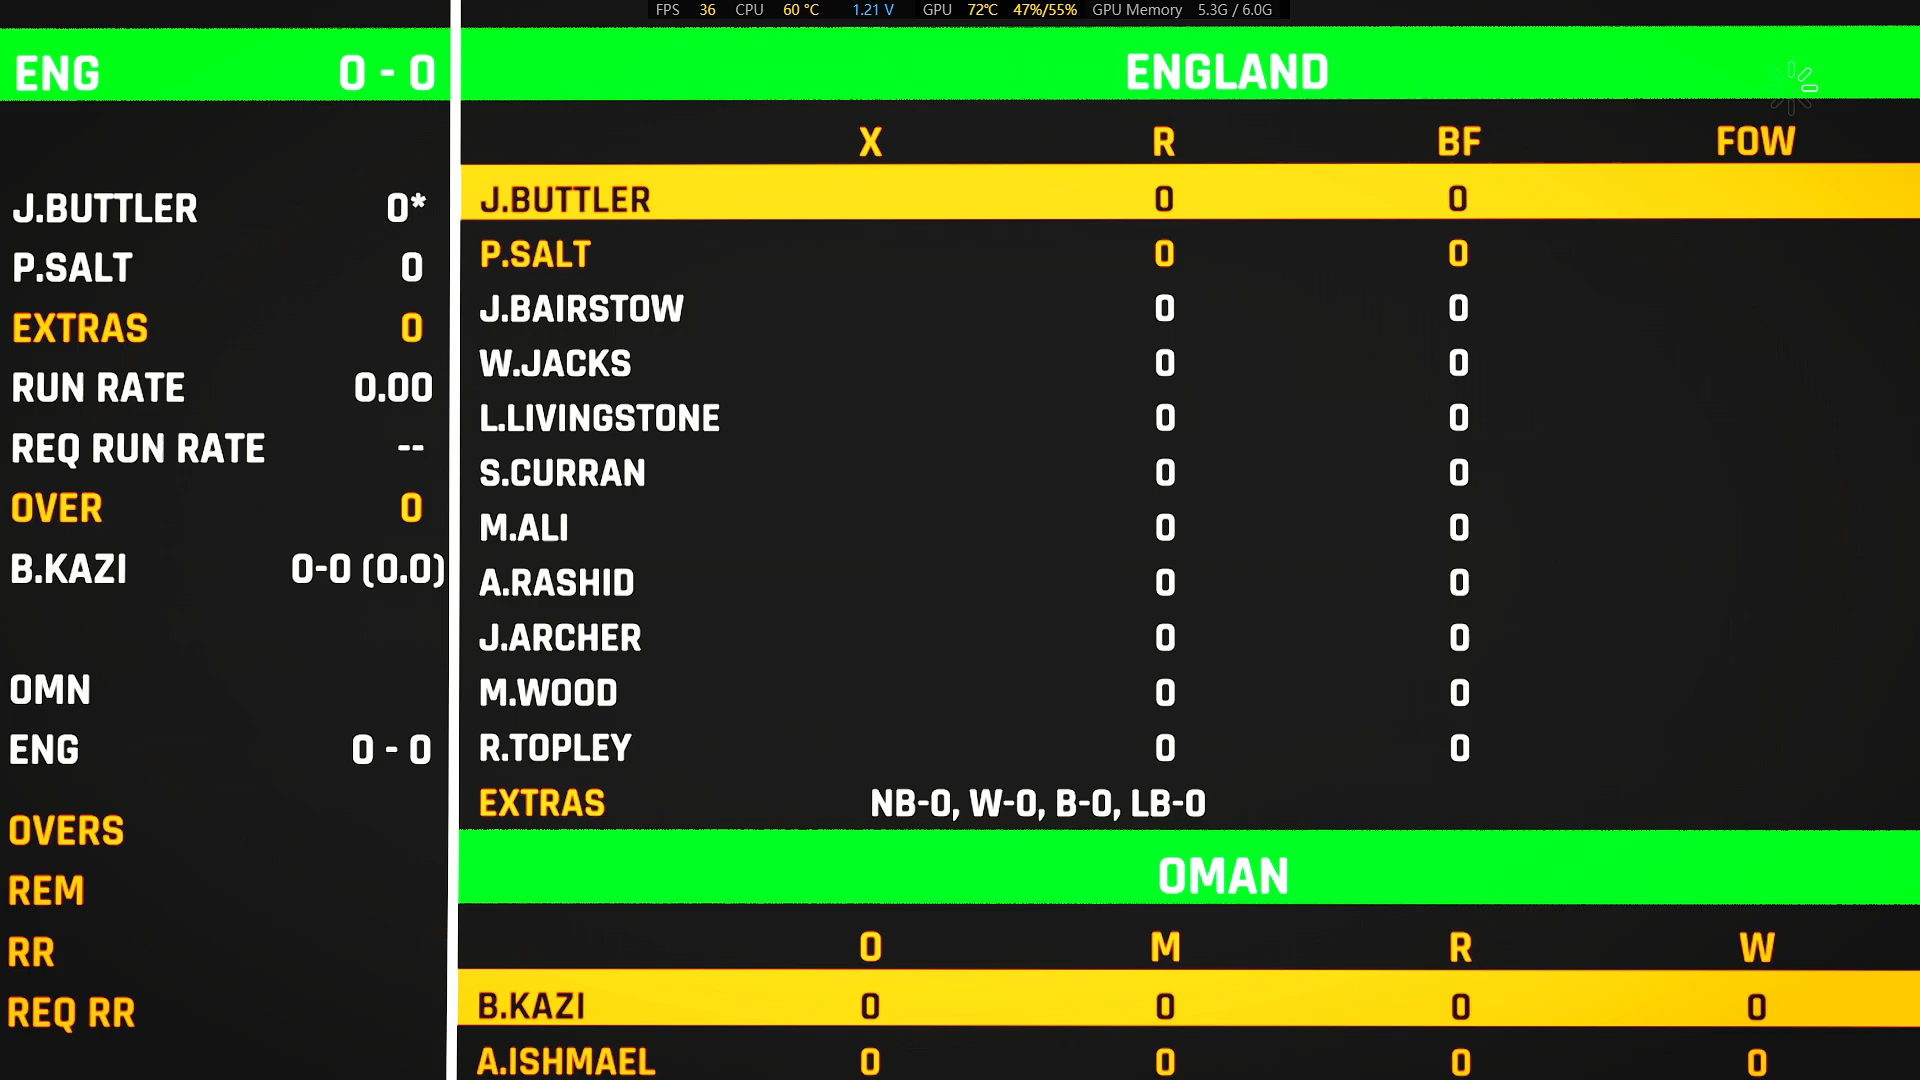 FPS 36 CPU 60 °C 1.21 V GPU 72°C 47%/55% GPU Memory 5.3G / 6.0G
ENG 0 - 0
J.BUTTLER 0*
P.SALT 0
EXTRAS 0
RUN RATE 0.00
REQ RUN RATE --
OVER 0
B.KAZI 0-0 (0.0)
OMN
ENG 0 - 0
OVERS
REM
RR
REQ RR
ENGLAND
X R BF FOW
J.BUTTLER 0 0
P.SALT 0 0
J.BAIRSTOW 0 0
W.JACKS 0 0
L.LIVINGSTONE 0 0
S.CURRAN 0 0
M.ALI 0 0
A.RASHID 0 0
J.ARCHER 0 0
M.WOOD 0 0
R.TOPLEY 0 0
EXTRAS NB-0, W-0, B-0, LB-0
OMAN
O M R W
B.KAZI 0 0 0 0
A.ISHMAEL 0 0 0 0